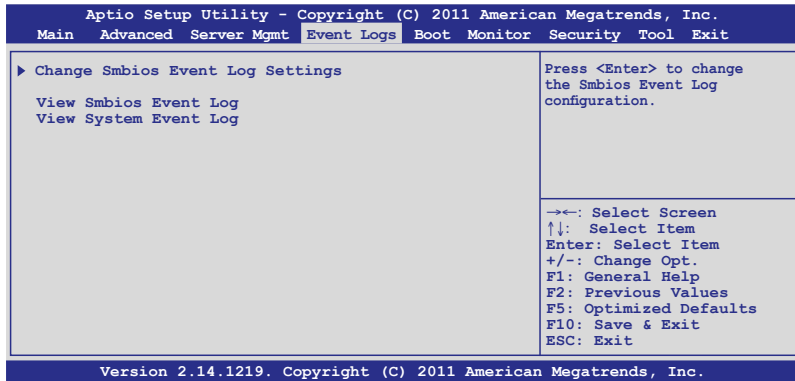 Aptio Setup Utility - Copyright (C) 2011 American Megatrends, Inc.
Main Advanced Server Mgmt Event Logs Boot Monitor Security Tool Exit
Change Smbios Event Log Settings
View Smbios Event Log
View System Event Log
Press <Enter> to change
the Smbios Event Log
configuration.
→←: Select Screen
↑↓: Select Item
Enter: Select Item
+/-: Change Opt.
F1: General Help
F2: Previous Values
F5: Optimized Defaults
F10: Save & Exit
ESC: Exit
Version 2.14.1219. Copyright (C) 2011 American Megatrends, Inc.